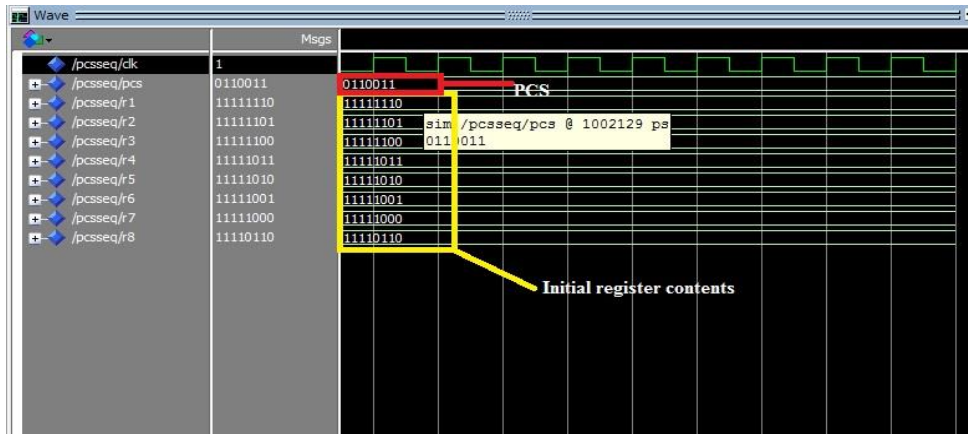 Wave
Msgs
/pcsseq/clk 1
/pcsseq/pcs 0110011 0110011 PCS
/pcsseq/r1 11111110 11111110
/pcsseq/r2 11111101 11111101 sim:/pcsseq/pcs @ 1002129 ps
/pcsseq/r3 11111100 11111100 0110011
/pcsseq/r4 11111011 11111011
/pcsseq/r5 11111010 11111010
/pcsseq/r6 11111001 11111001
/pcsseq/r7 11111000 11111000
/pcsseq/r8 11110110 11110110
Initial register contents